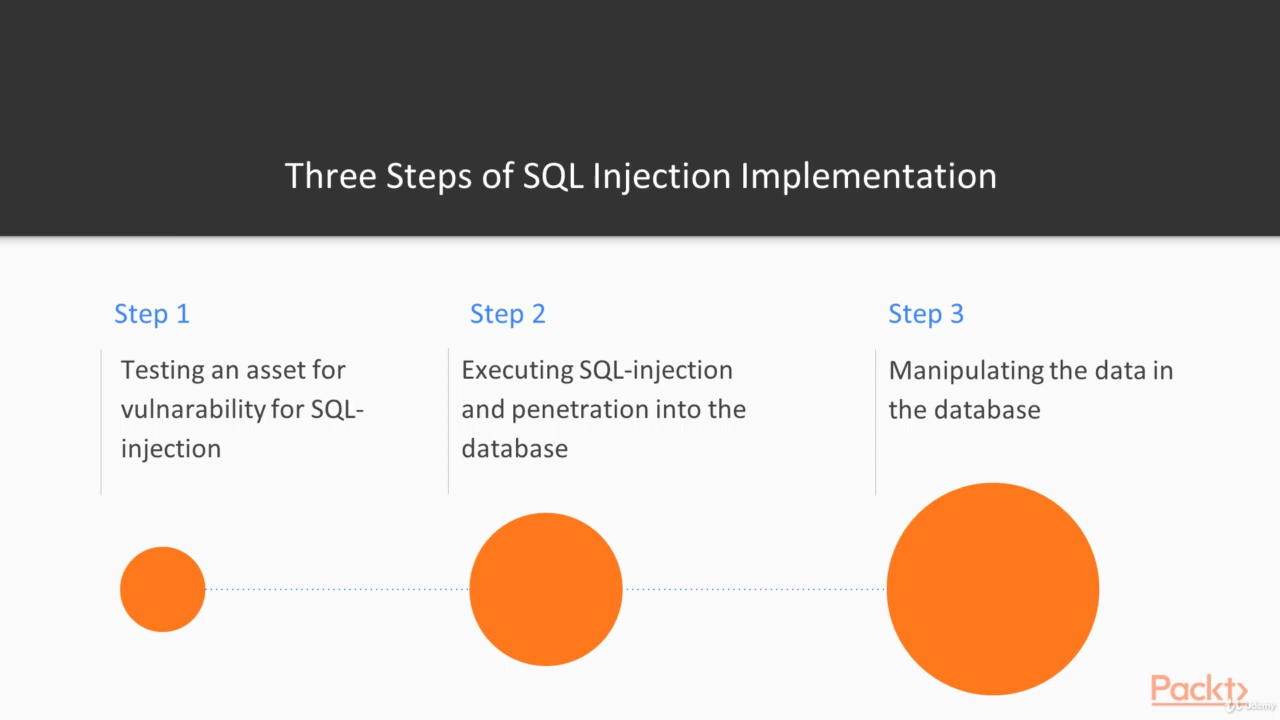 Three Steps of SQL Injection Implementation
Step 1
Testing an asset for
vulnarability for SQL-
injection
Step 2
Executing SQL-injection
and penetration into the
database
Step 3
Manipulating the data in
the database
Packt
Udemy